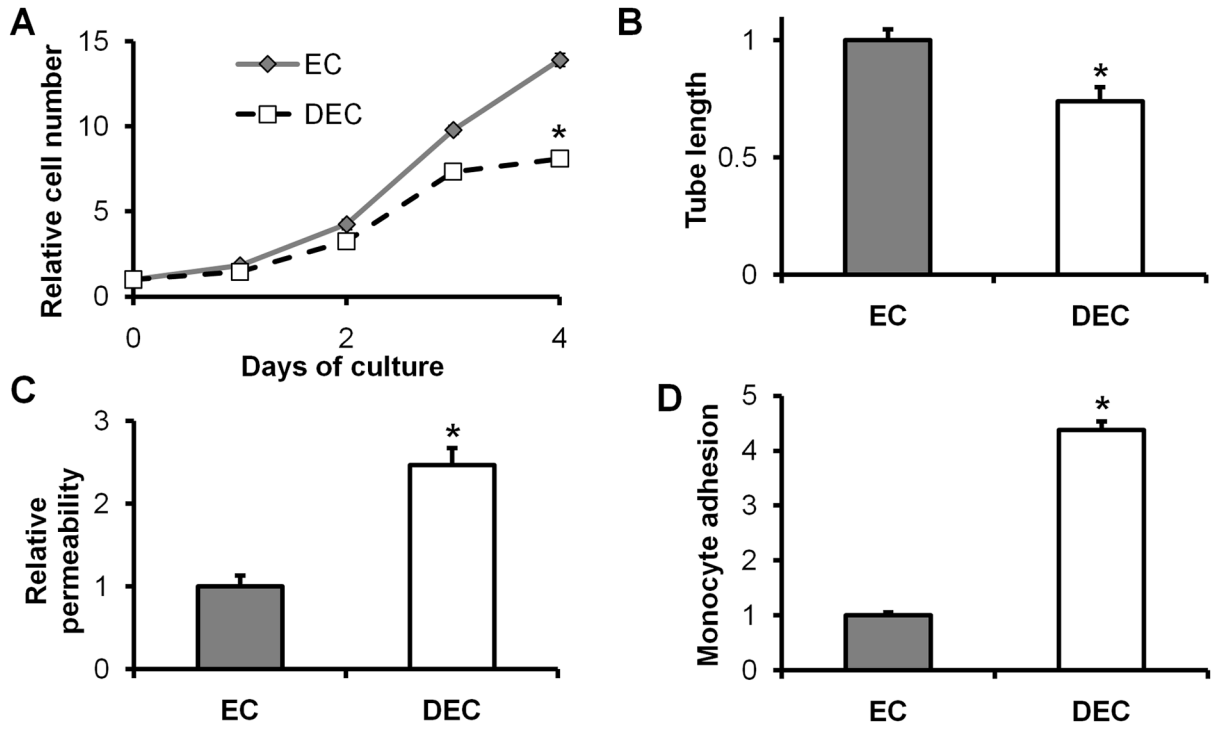 A
Relative cell number
15
10
5
0
EC
DEC
*
0
2
4
Days of culture
B
Tube length
1
0.5
0
*
EC
DEC
C
Relative
permeability
3
2
1
0
*
EC
DEC
D
Monocyte adhesion
5
4
3
2
1
0
*
EC
DEC